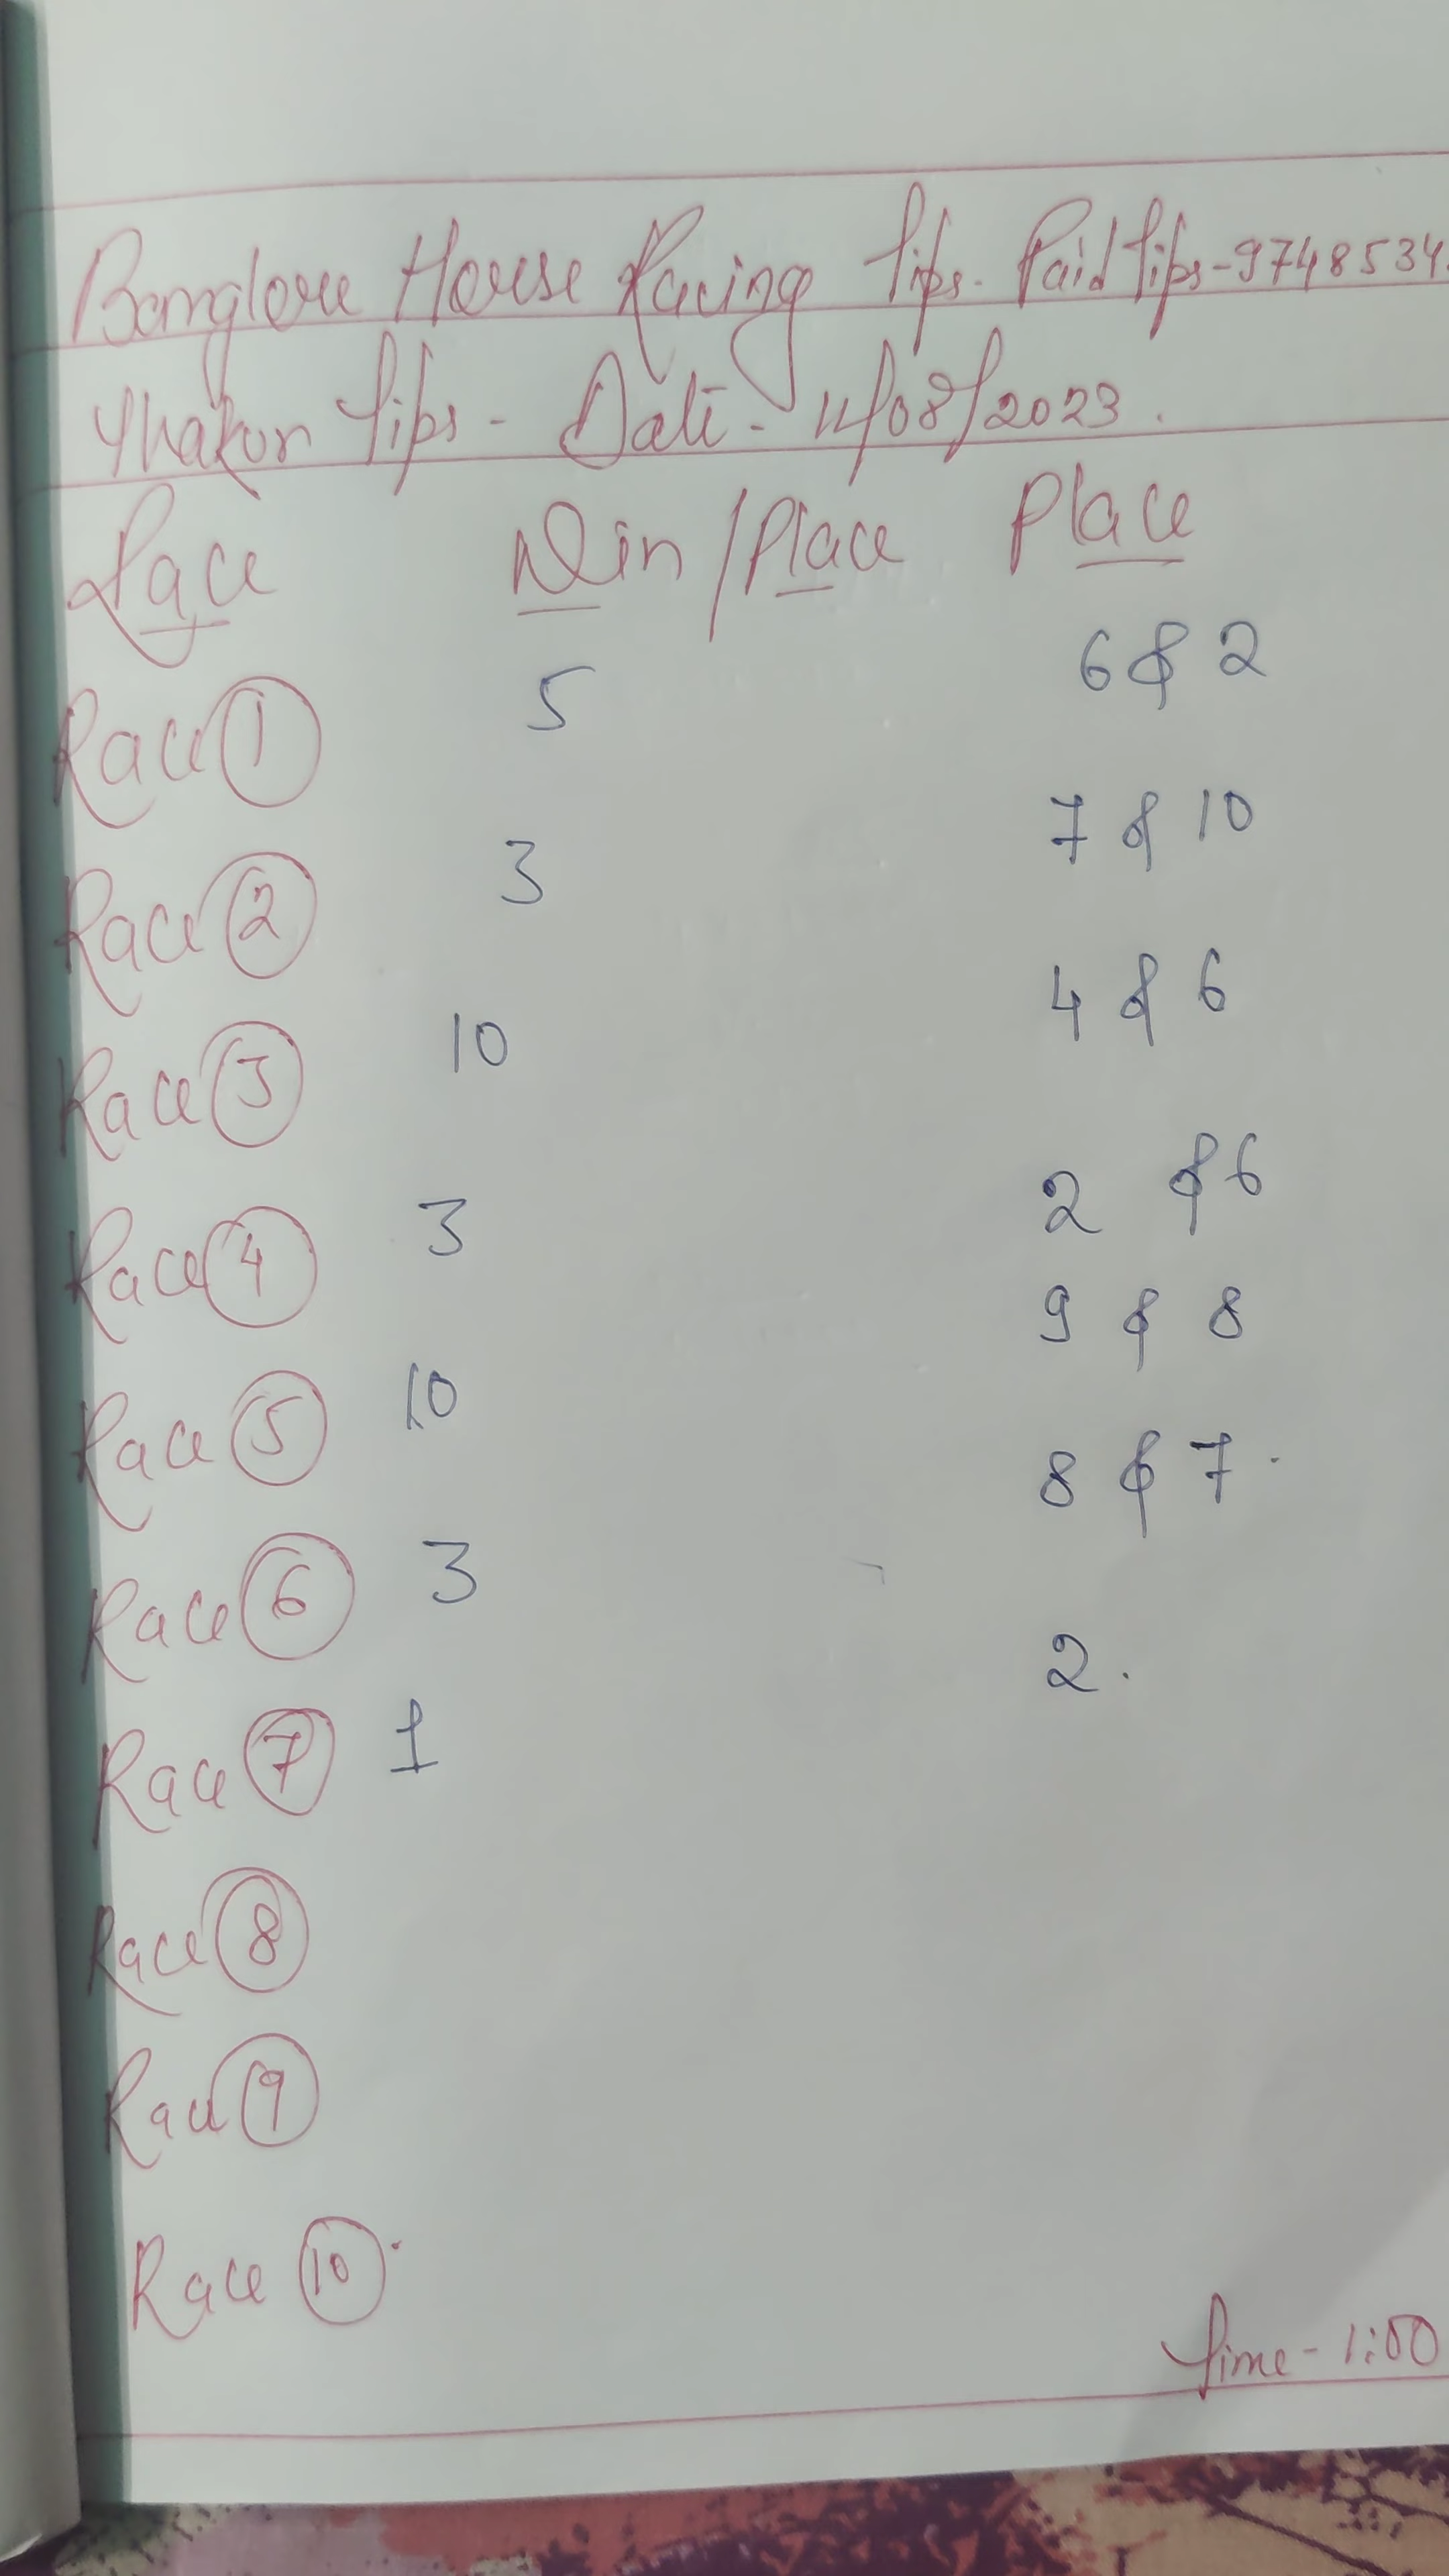 Banglore House Racing Tips - Paid Tips - 9748534
Thakur Tips - Date - 11/08/2023.
Race Win/Place Place
Race 1 5 6 & 2
Race 2 3 7 & 10
Race 3 10 4 & 6
Race 4 3 2 & 6
Race 5 10 9 & 8
Race 6 3 8 & 7.
Race 7 1 2.
Race 8
Race 9
Race 10.
Time - 1:00